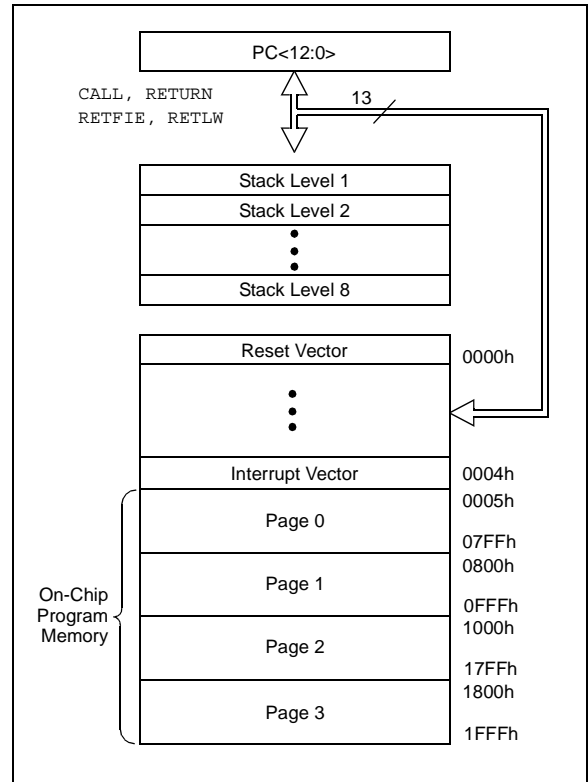 PC<12:0>
CALL, RETURN
RETFIE, RETLW
13
Stack Level 1
Stack Level 2
Stack Level 8
Reset Vector
0000h
Interrupt Vector
0004h
0005h
Page 0
07FFh
0800h
Page 1
0FFFh
1000h
Page 2
17FFh
1800h
Page 3
1FFFh
On-Chip
Program
Memory